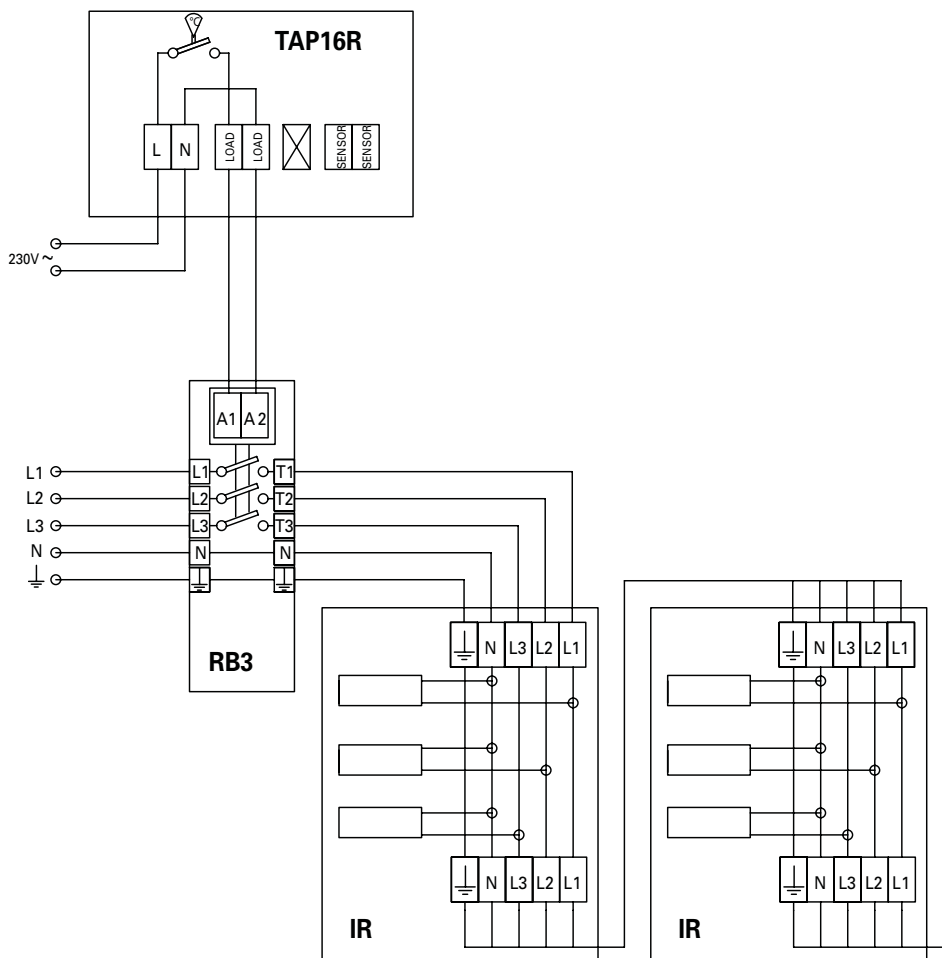 °C
TAP16R
L N LOAD LOAD SENSOR SENSOR
230V ~
A1 A2
L1 L1 T1
L2 L2 T2
L3 L3 T3
N N N
RB3
N L3 L2 L1
N L3 L2 L1
N L3 L2 L1
IR
N L3 L2 L1
IR